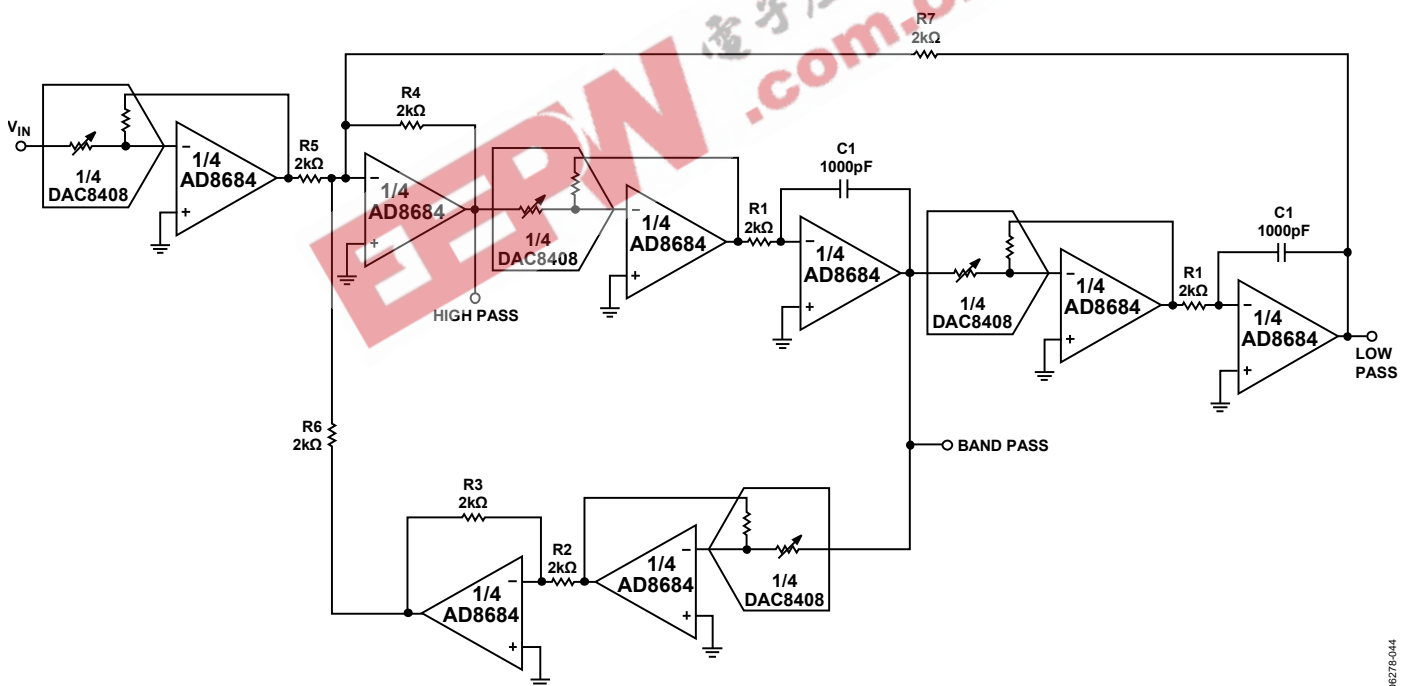 R7
2kΩ
EEPW
.com.c
R4
2kΩ
VIN
R5
2kΩ
1/4
AD8684
1/4
DAC8408
1/4
AD8684
HIGH PASS
1/4
DAC8408
1/4
AD8684
R1
2kΩ
C1
1000pF
1/4
AD8684
1/4
DAC8408
1/4
AD8684
R1
2kΩ
C1
1000pF
1/4
AD8684
LOW
PASS
R6
2kΩ
BAND PASS
R3
2kΩ
1/4
AD8684
R2
2kΩ
1/4
AD8684
1/4
DAC8408
06278-044